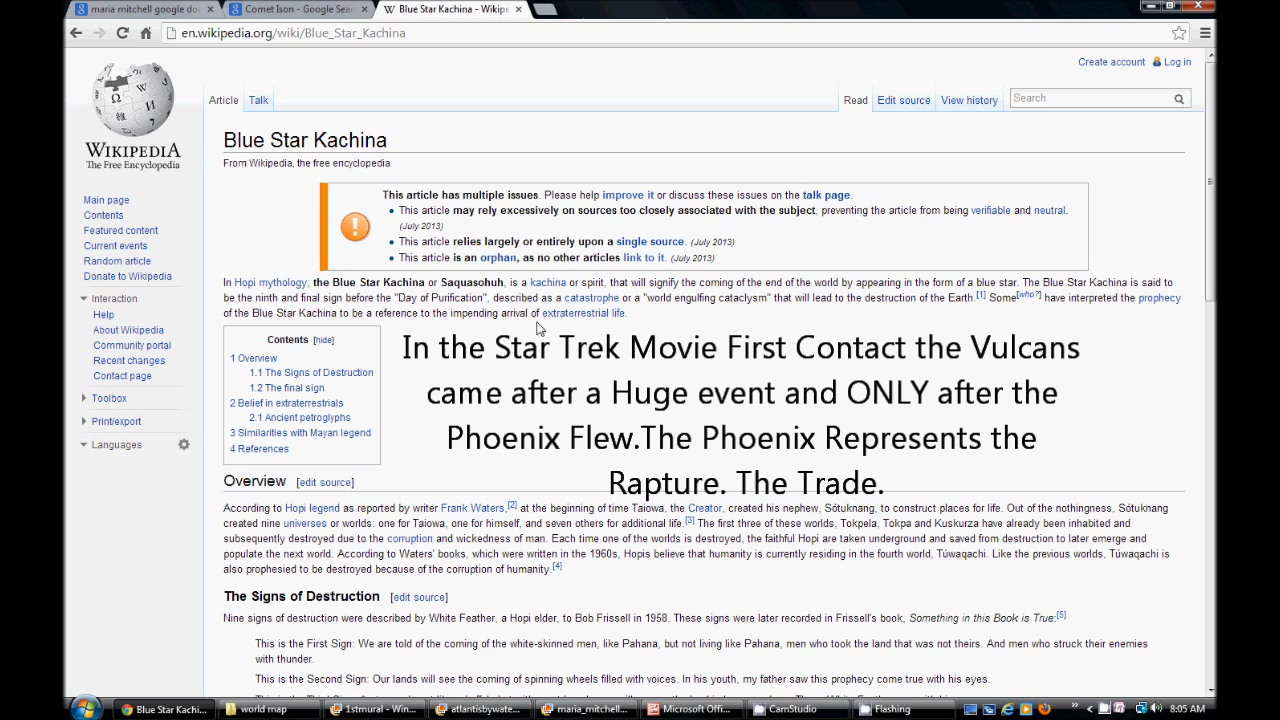 maria mitchell google do
Comet Ison - Google Sear
Blue Star Kachina - Wikipe
en.wikipedia.org/wiki/Blue_Star_Kachina
Create account Log in
Article Talk Read Edit source View history Search
WIKIPEDIA
The Free Encyclopedia
Main page
Contents
Featured content
Current events
Random article
Donate to Wikipedia
Interaction
Help
About Wikipedia
Community portal
Recent changes
Contact page
Toolbox
Print/export
Languages
Blue Star Kachina
From Wikipedia, the free encyclopedia
This article has multiple issues. Please help improve it or discuss these issues on the talk page.
This article may rely excessively on sources too closely associated with the subject, preventing the article from being verifiable and neutral.
(July 2013)
This article relies largely or entirely upon a single source. (July 2013)
This article is an orphan, as no other articles link to it. (July 2013)
In Hopi mythology, the Blue Star Kachina or Saquasohuh, is a kachina or spirit, that will signify the coming of the end of the world by appearing in the form of a blue star. The Blue Star Kachina is said to
be the ninth and final sign before the "Day of Purification", described as a catastrophe or a "world engulfing cataclysm" that will lead to the destruction of the Earth.[1] Some[who?] have interpreted the prophecy
of the Blue Star Kachina to be a reference to the impending arrival of extraterrestrial life.
Contents [hide]
1 Overview
1.1 The Signs of Destruction
1.2 The final sign
2 Belief in extraterrestrials
2.1 Ancient petroglyphs
3 Similarities with Mayan legend
4 References
In the Star Trek Movie First Contact the Vulcans
came after a Huge event and ONLY after the
Phoenix Flew.The Phoenix Represents the
Rapture. The Trade.
Overview [edit source]
According to Hopi legend as reported by writer Frank Waters,[2] at the beginning of time Taiowa, the Creator, created his nephew, Sótuknang, to construct places for life. Out of the nothingness, Sótuknang
created nine universes or worlds: one for Taiowa, one for himself, and seven others for additional life.[3] The first three of these worlds, Tokpela, Tokpa and Kuskurza have already been inhabited and
subsequently destroyed due to the corruption and wickedness of man. Each time one of the worlds is destroyed, the faithful Hopi are taken underground and saved from destruction to later emerge and
populate the next world. According to Waters' books, which were written in the 1960s, Hopis believe that humanity is currently residing in the fourth world, Túwaqachi. Like the previous worlds, Túwaqachi is
also prophesied to be destroyed because of the corruption of humanity.[4]
The Signs of Destruction [edit source]
Nine signs of destruction were described by White Feather, a Hopi elder, to Bob Frissell in 1958. These signs were later recorded in Frissell's book, Something in this Book is True:[5]
This is the First Sign: We are told of the coming of the white-skinned men, like Pahana, but not living like Pahana, men who took the land that was not theirs. And men who struck their enemies
with thunder.
This is the Second Sign: Our lands will see the coming of spinning wheels filled with voices. In his youth, my father saw this prophecy come true with his eyes.
Blue Star Kachi... world map 1stmural - Win... atlantisbywate... maria_mitchell... Microsoft Offi... CamStudio Flashing 8:05 AM